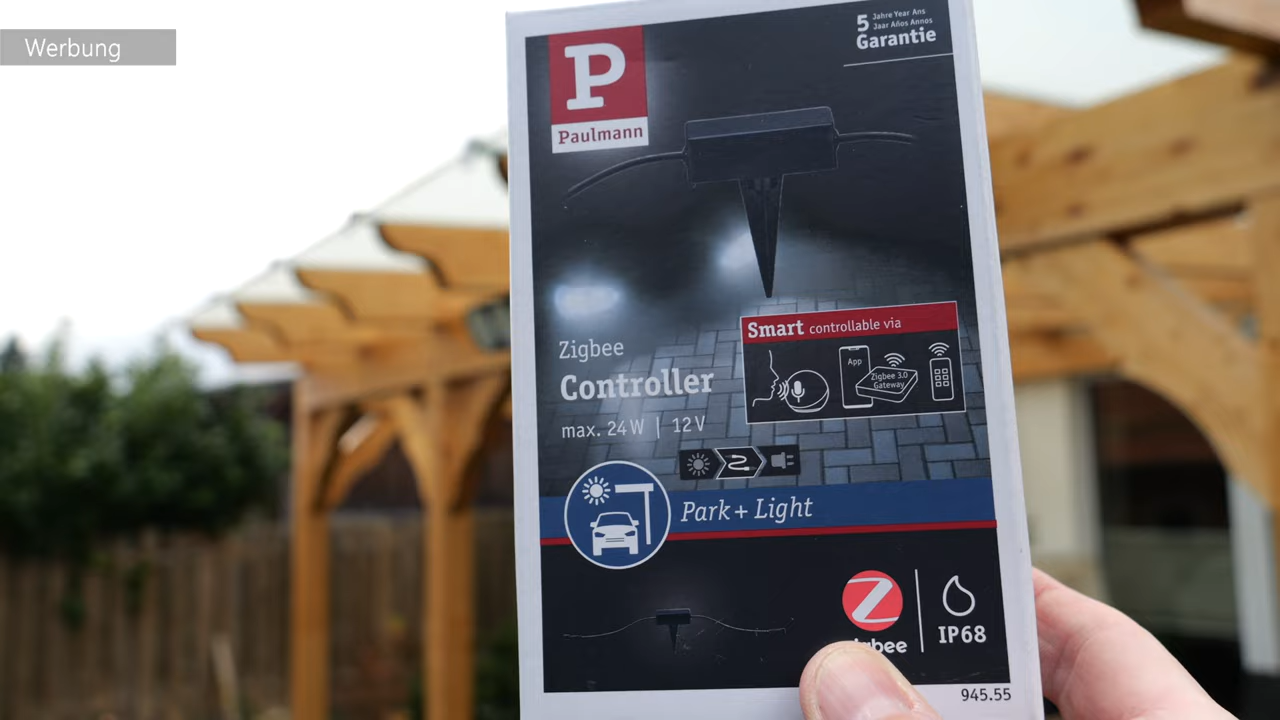 Werbung
5 Jahre Year Ans
Jaar Años Annos
Garantie
P
Paulmann
Smart controllable via
App
Zigbee 3.0
Gateway
Zigbee
Controller
max. 24W | 12V
Park + Light
IP68
945.55